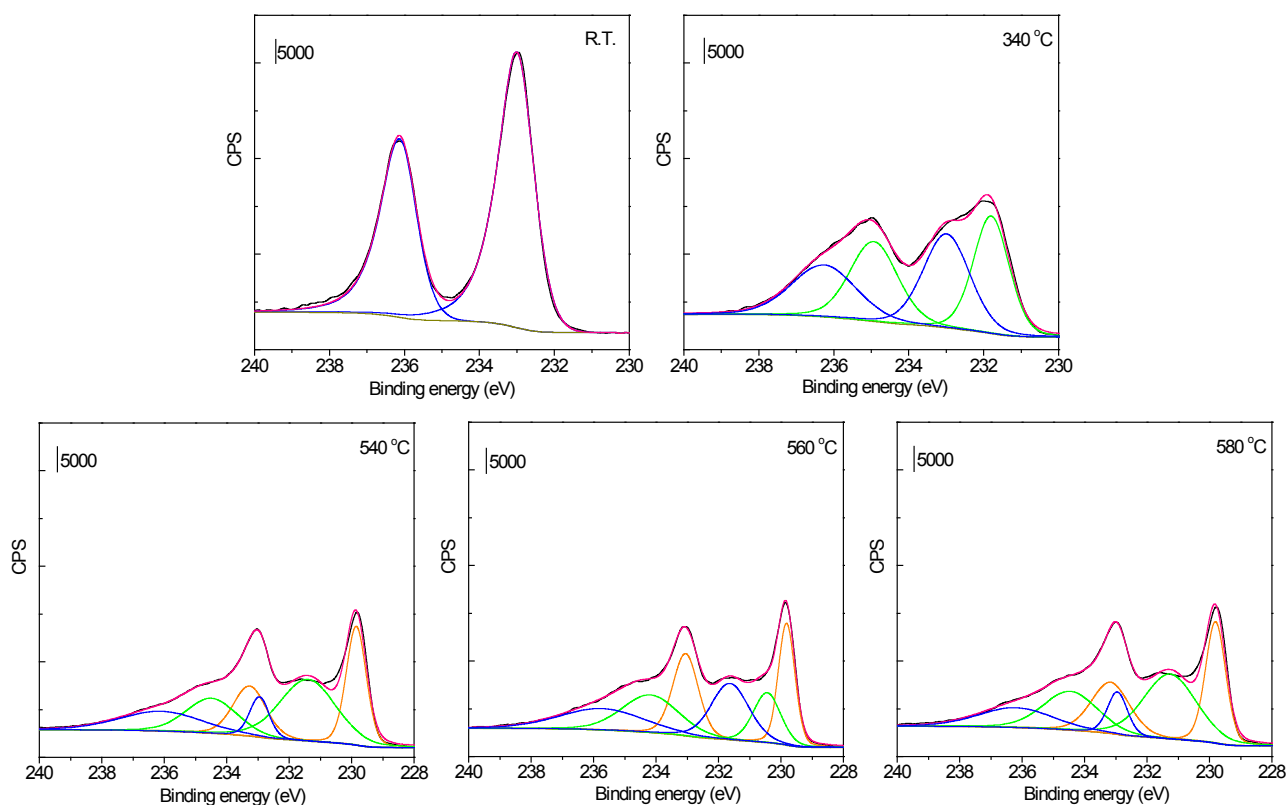 R.T.
5000
CPS
240 238 236 234 232 230
Binding energy (eV)
340 °C
5000
CPS
240 238 236 234 232 230
Binding energy (eV)
540 °C
5000
CPS
240 238 236 234 232 230 228
Binding energy (eV)
560 °C
5000
CPS
240 238 236 234 232 230 228
Binding energy (eV)
580 °C
5000
CPS
240 238 236 234 232 230 228
Binding energy (eV)